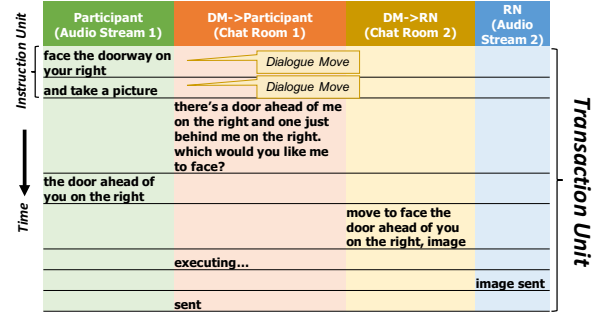 Participant
(Audio Stream 1)
DM->Participant
(Chat Room 1)
DM->RN
(Chat Room 2)
RN
(Audio
Stream 2)
Instruction Unit
face the doorway on
your right
Dialogue Move
and take a picture
Dialogue Move
there's a door ahead of me
on the right and one just
behind me on the right.
which would you like me
to face?
the door ahead of
you on the right
Time
move to face the
door ahead of you
on the right, image
executing...
image sent
sent
Transaction Unit